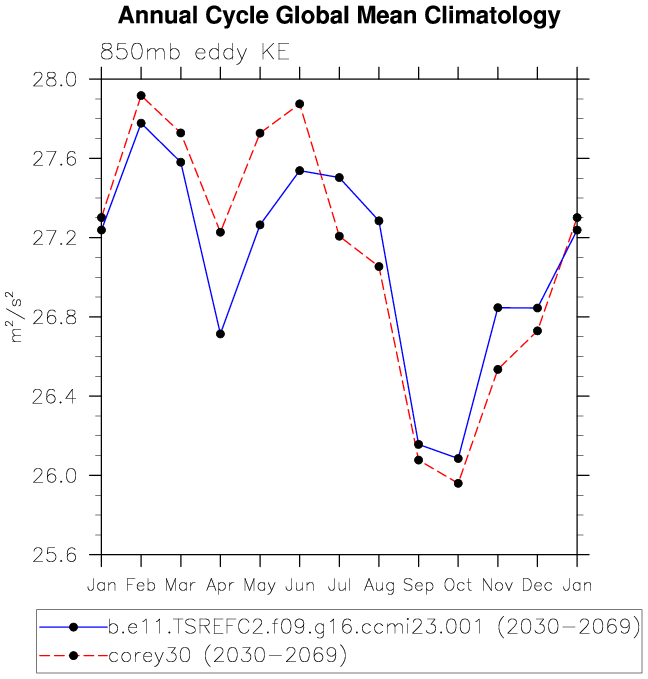 Annual Cycle Global Mean Climatology
850mb eddy KE
28.0
27.6
27.2
26.8
26.4
26.0
25.6
m²/s²
Jan Feb Mar Apr May Jun Jul Aug Sep Oct Nov Dec Jan
b.e11.TSREFC2.f09.g16.ccmi23.001 (2030-2069)
corey30 (2030-2069)